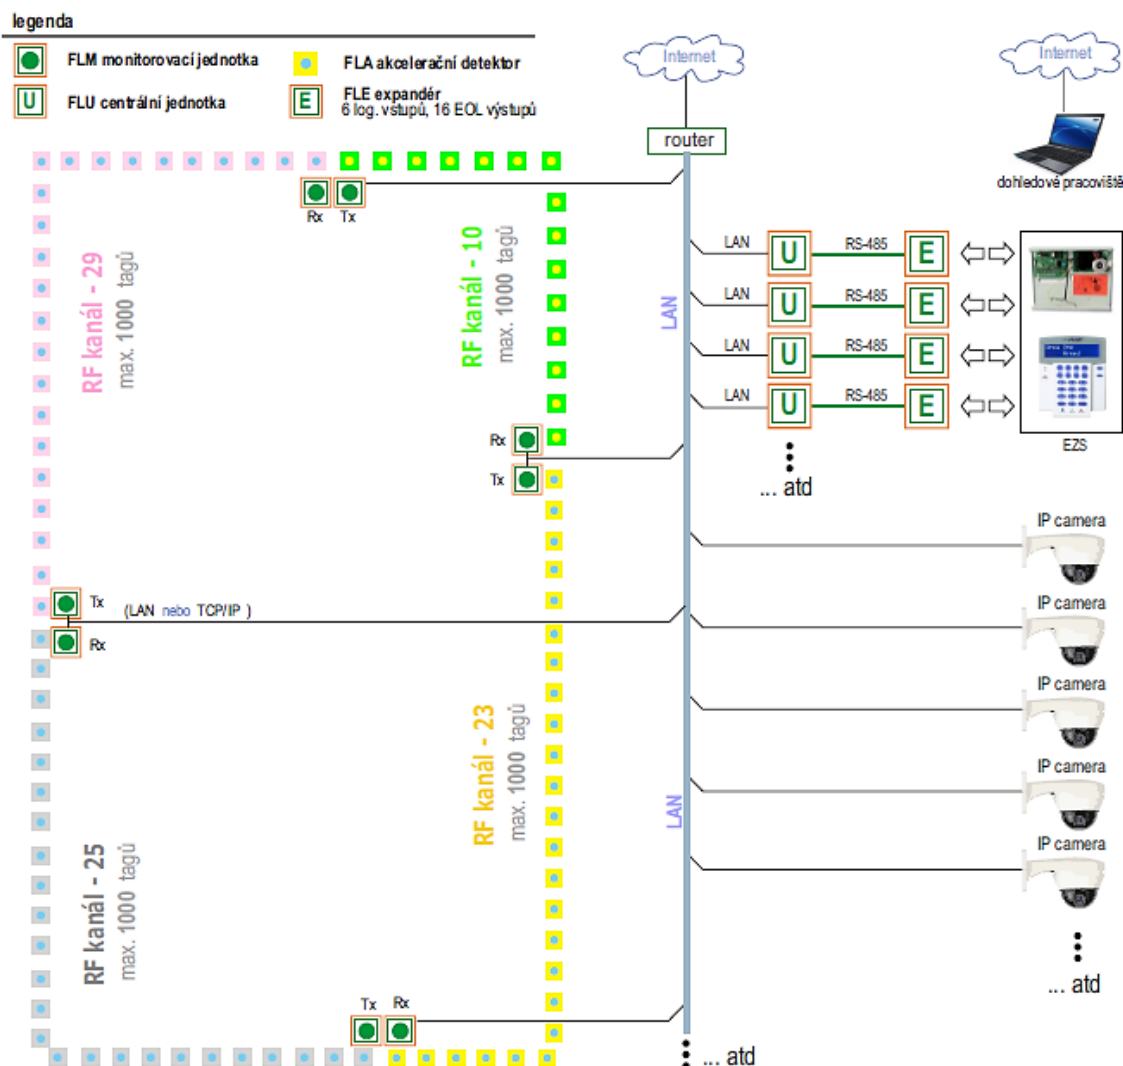 legenda
FLM monitorovací jednotka
FLA akcelerační detektor
U
FLU centrální jednotka
E
FLE expandér
6 log. vstupů, 16 EOL výstupů
Internet
Internet
router
dohledové pracoviště
Rx
Tx
RF kanál - 29
max. 1000 tagů
RF kanál - 10
max. 1000 tagů
LAN
LAN
U
RS-485
E
LAN
U
RS-485
E
LAN
U
RS-485
E
LAN
U
RS-485
E
EZS
... atd
Rx
Tx
Tx
(LAN nebo TCP/IP )
Rx
IP camera
IP camera
IP camera
IP camera
IP camera
... atd
RF kanál - 23
max. 1000 tagů
LAN
RF kanál - 25
max. 1000 tagů
Tx
Rx
... atd